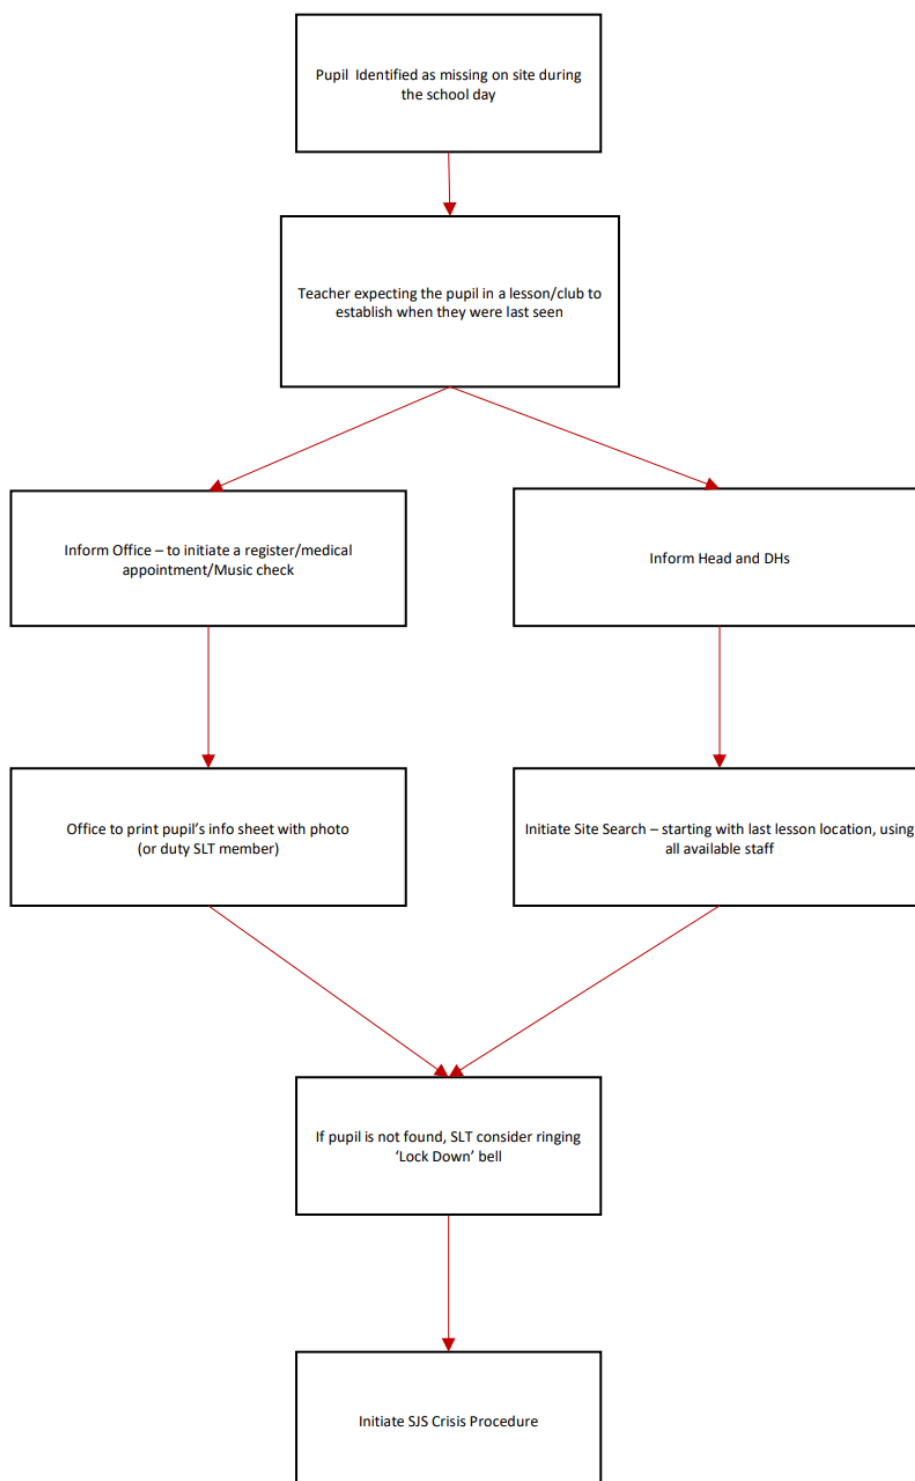 Pupil  Identified as missing on site during
the school day
Teacher expecting the pupil in a lesson/club to
establish when they were last seen
Inform Office – to initiate a register/medical
appointment/Music check
Inform Head and DHs
Office to print pupil's info sheet with photo
(or duty SLT member)
Initiate Site Search – starting with last lesson location, using
all available staff
If pupil is not found, SLT consider ringing
‘Lock Down’ bell
Initiate SJS Crisis Procedure